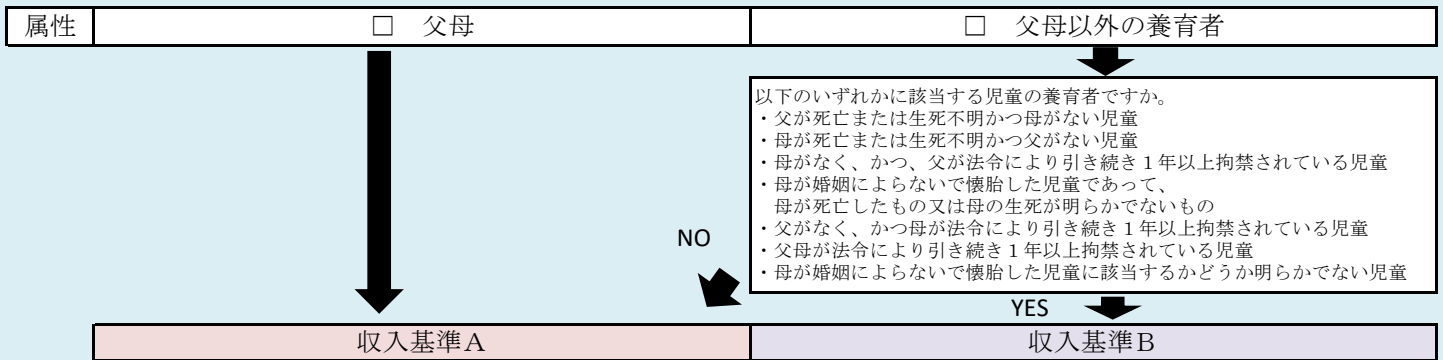 属性 □ 父母 □ 父母以外の養育者
以下のいずれかに該当する児童の養育者ですか。
・父が死亡または生死不明かつ母がない児童
・母が死亡または生死不明かつ父がない児童
・母がなく、かつ、父が法令により引き続き１年以上拘禁されている児童
・母が婚姻によらないで懐胎した児童であって、
母が死亡したもの又は母の生死が明らかでないもの
・父がなく、かつ母が法令により引き続き１年以上拘禁されている児童
・父母が法令により引き続き１年以上拘禁されている児童
・母が婚姻によらないで懐胎した児童に該当するかどうか明らかでない児童
NO
YES
収入基準Ａ 収入基準Ｂ